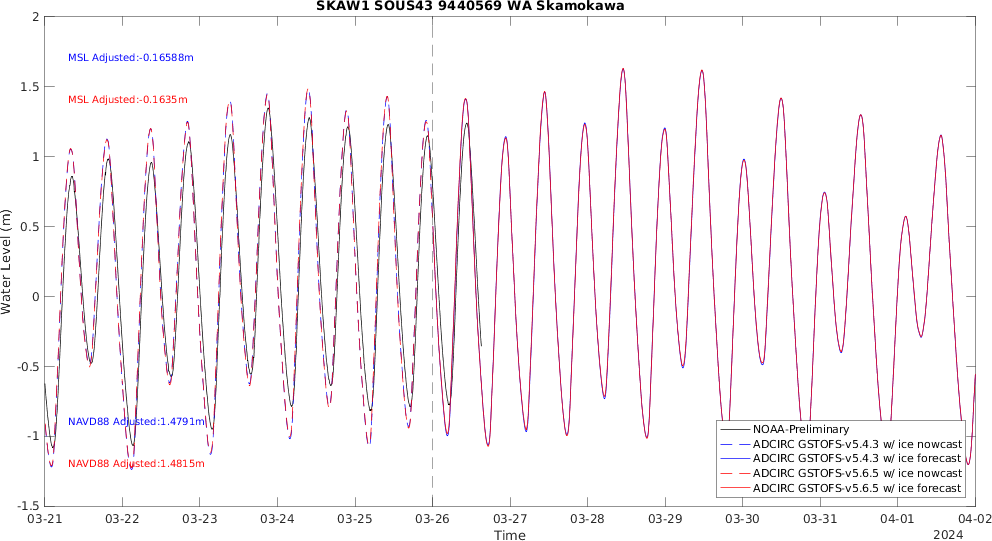 SKAW1 SOUS43 9440569 WA Skamokawa
2
1.5
1
0.5
0
-0.5
-1
-1.5
Water Level (m)
MSL Adjusted:-0.16588m
MSL Adjusted:-0.1635m
NAVD88 Adjusted:1.4791m
NAVD88 Adjusted:1.4815m
NOAA-Preliminary
ADCIRC GSTOFS-v5.4.3 w/ ice nowcast
ADCIRC GSTOFS-v5.4.3 w/ ice forecast
ADCIRC GSTOFS-v5.6.5 w/ ice nowcast
ADCIRC GSTOFS-v5.6.5 w/ ice forecast
03-21 03-22 03-23 03-24 03-25 03-26 03-27 03-28 03-29 03-30 03-31 04-01 04-02
Time
2024